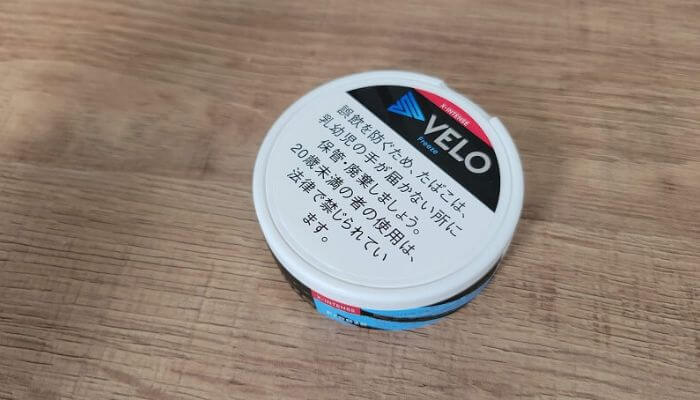 X-INTENSE
VELO
Freeze
誤飲を防ぐため、たばこは、
乳幼児の手が届かない所に
保管・廃棄しましょう。
20歳未満の者の使用は、
法律で禁じられてい
ます。
X-INTENSE
Freeze